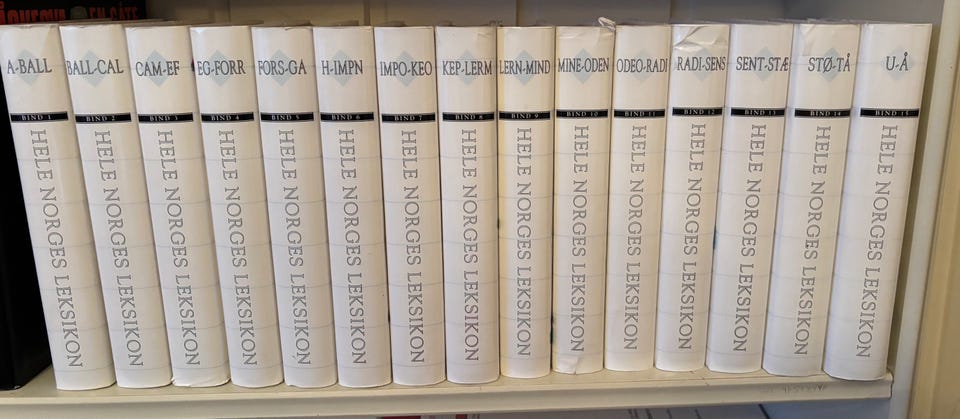 EN GÅTE
A-BALL
BIND 1
HELE NORGES LEKSIKON
BALL-CAL
BIND 2
HELE NORGES LEKSIKON
CAM-EF
BIND 3
HELE NORGES LEKSIKON
EG-FORR
BIND 4
HELE NORGES LEKSIKON
FORS-GA
BIND 5
HELE NORGES LEKSIKON
H-IMPN
BIND 6
HELE NORGES LEKSIKON
IMPO-KEO
BIND 7
HELE NORGES LEKSIKON
KEP-LERM
BIND 8
HELE NORGES LEKSIKON
LERN-MIND
BIND 9
HELE NORGES LEKSIKON
MINE-ODEN
BIND 10
HELE NORGES LEKSIKON
ODEO-RADI
BIND 11
HELE NORGES LEKSIKON
RADI-SENS
BIND 12
HELE NORGES LEKSIKON
SENT-STÆ
BIND 13
HELE NORGES LEKSIKON
STØ-TÅ
BIND 14
HELE NORGES LEKSIKON
U-Å
BIND 15
HELE NORGES LEKSIKON